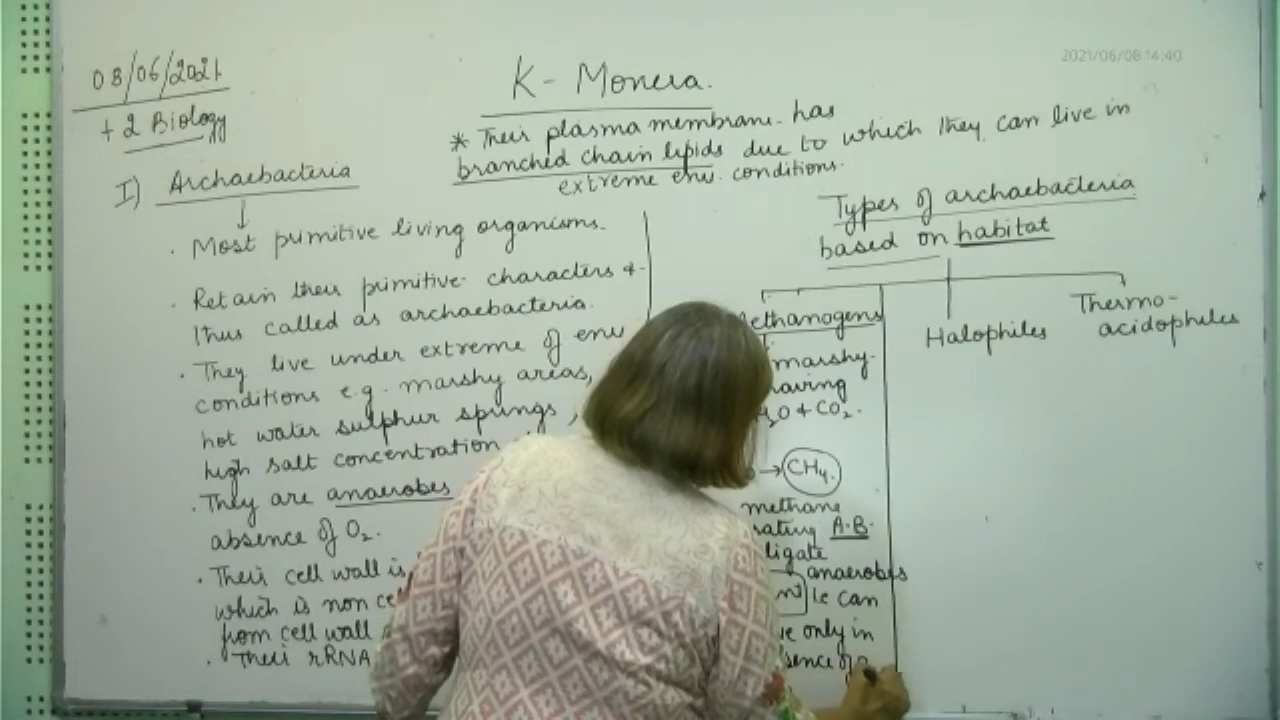 2021/06/08 14:40
08/06/2021
+2 Biology
K- Monera.
* Their plasma membrane has
branched chain lipids due to which they can live in
extreme env. conditions.
I) Archaebacteria
. Most primitive living organisms.
. Retain their primitive characters &
thus called as archaebacteria.
. They live under extreme of env
conditions e.g. marshy areas,
hot water sulphur springs,
high salt concentration
. They are anaerobes
absence of O2.
. Their cell wall is
which is non
from cell wall
. Their rRNA
Types of archaebacteria
based on habitat
Halophiles
Thermo-
acidophiles
marshy
+ CO2.
→ CH4.
methane
A.B.
anaerobes
ie can
only in